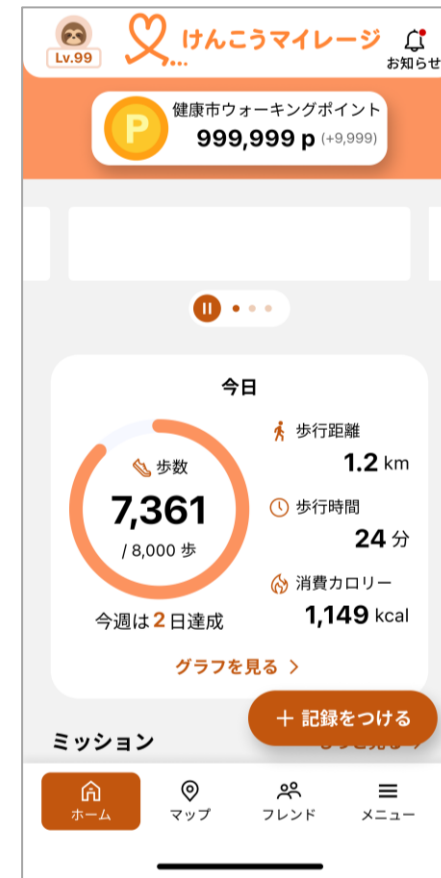 Lv.99
けんこうマイレージ
お知らせ
P
健康市ウォーキングポイント
999,999 p (+9,999)
今日
歩数
7,361
/ 8,000 歩
今週は2日達成
歩行距離
1.2 km
歩行時間
24 分
消費カロリー
1,149 kcal
グラフを見る
ミッション
+ 記録をつける
ホーム
マップ
フレンド
メニュー